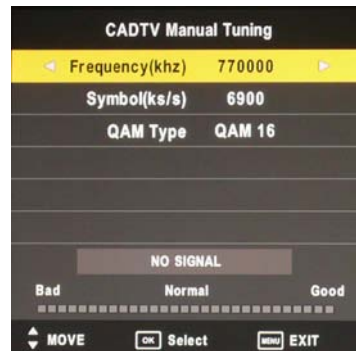 CADTV Manual Tuning
Frequency(khz) 770000
Symbol(ks/s) 6900
QAM Type QAM 16
NO SIGNAL
Bad Normal Good
MOVE OK Select MENU EXIT